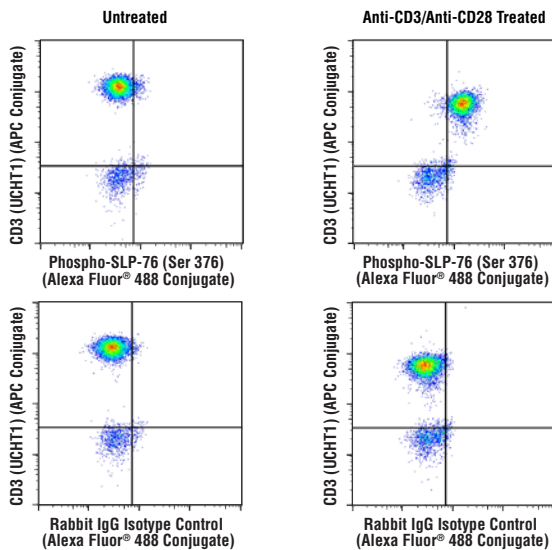 Untreated
Anti-CD3/Anti-CD28 Treated
CD3 (UCHT1) (APC Conjugate)
Phospho-SLP-76 (Ser 376)
(Alexa Fluor® 488 Conjugate)
CD3 (UCHT1) (APC Conjugate)
Phospho-SLP-76 (Ser 376)
(Alexa Fluor® 488 Conjugate)
CD3 (UCHT1) (APC Conjugate)
Rabbit IgG Isotype Control
(Alexa Fluor® 488 Conjugate)
CD3 (UCHT1) (APC Conjugate)
Rabbit IgG Isotype Control
(Alexa Fluor® 488 Conjugate)